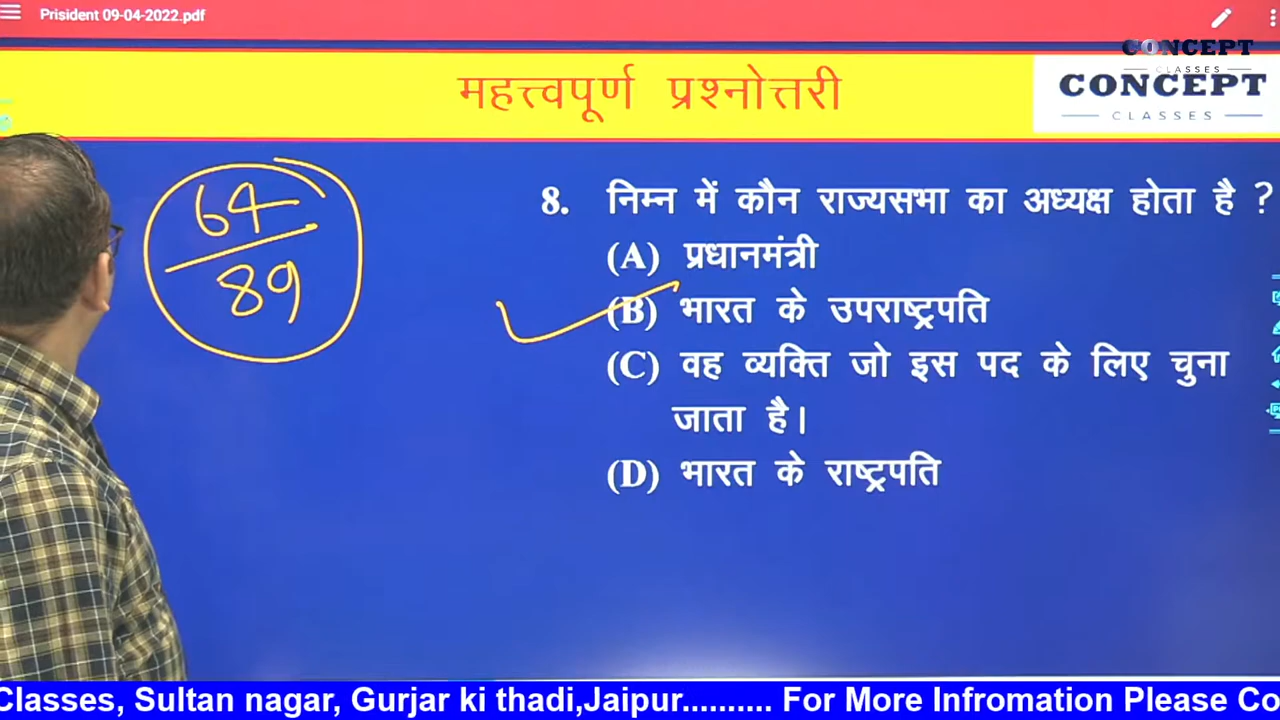 Prisident 09-04-2022.pdf
CONCEPT
CLASSES
महत्त्वपूर्ण प्रश्नोत्तरी
CONCEPT
CLASSES
64
89
8. निम्न में कौन राज्यसभा का अध्यक्ष होता है ?
(A) प्रधानमंत्री
(B) भारत के उपराष्ट्रपति
(C) वह व्यक्ति जो इस पद के लिए चुना
जाता है।
(D) भारत के राष्ट्रपति
Classes, Sultan nagar, Gurjar ki thadi,Jaipur.......... For More Infromation Please Co